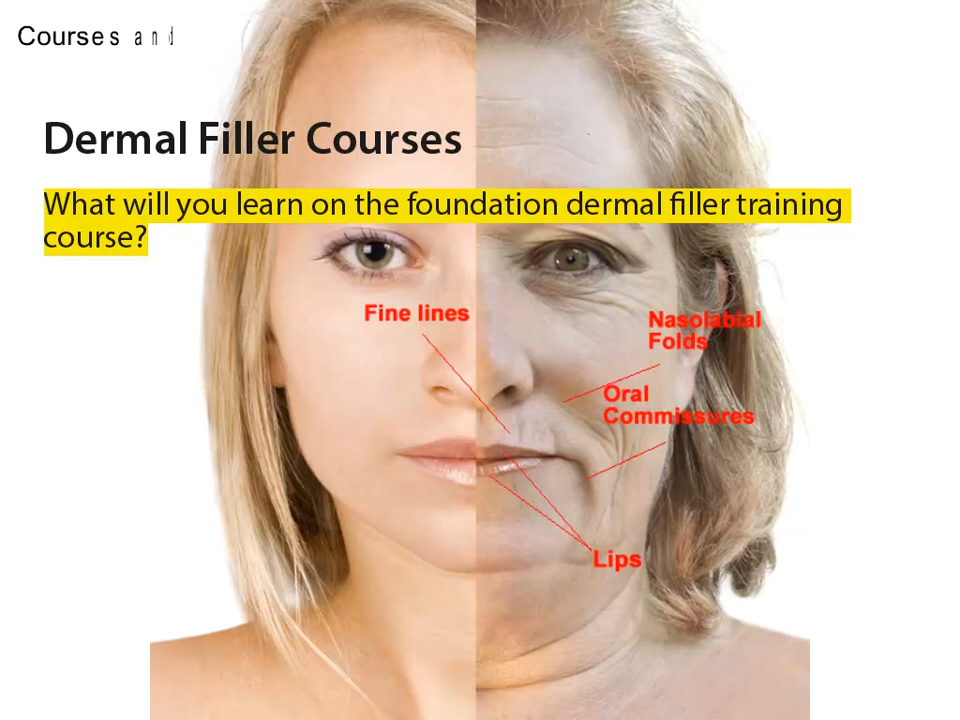 Courses and
Dermal Filler Courses
What will you learn on the foundation dermal filler training
course?
Fine lines
Nasolabial
Folds
Oral
Commissures
Lips